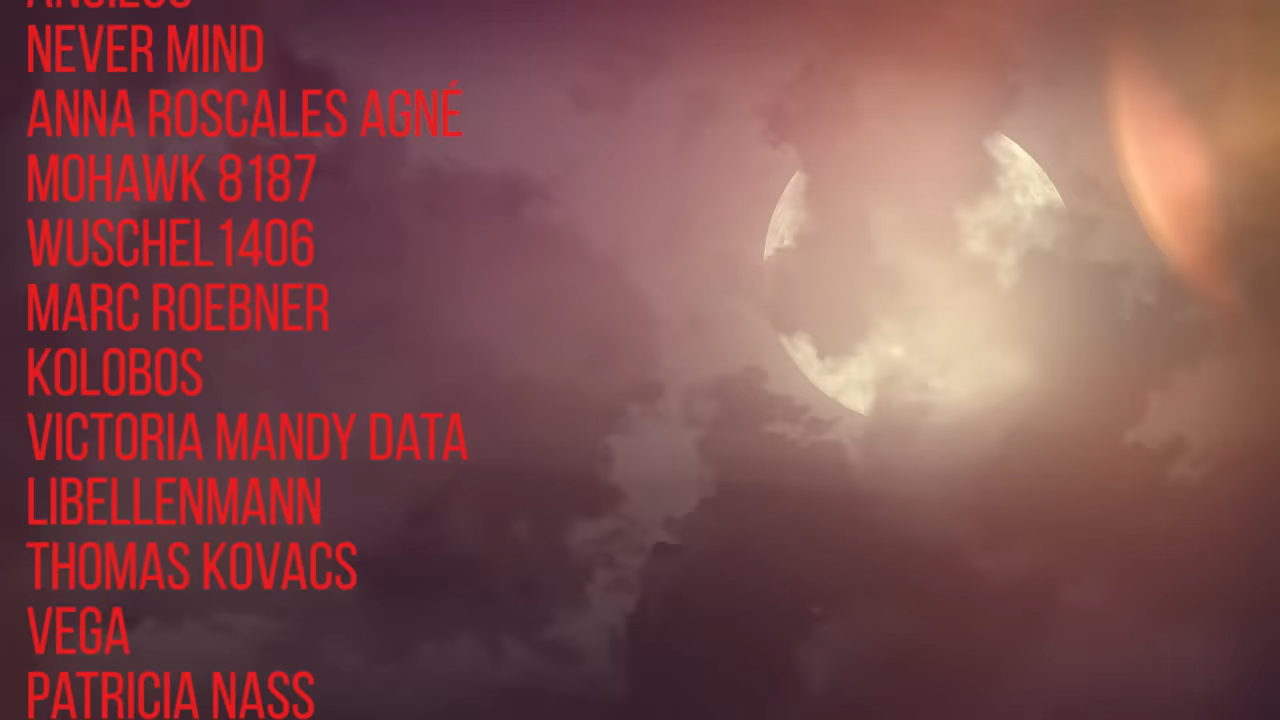 NEVER MIND
ANNA ROSCALES AGNÉ
MOHAWK 8187
WUSCHEL1406
MARC ROEBNER
KOLOBOS
VICTORIA MANDY DATA
LIBELLENMANN
THOMAS KOVACS
VEGA
PATRICIA NASS